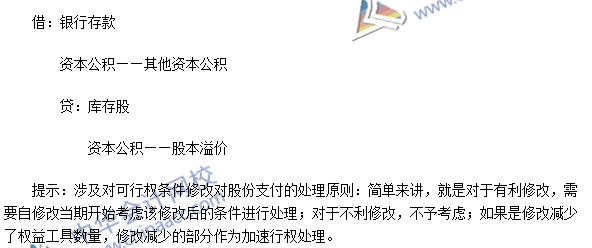 借：银行存款
资本公积——其他资本公积
贷：库存股
资本公积——股本溢价
提示：涉及对可行权条件修改对股份支付的处理原则：简单来讲，就是对于有利修改，需
要自修改当期开始考虑该修改后的条件进行处理；对于不利修改，不予考虑；如果是修改减少
了权益工具数量，修改减少的部分作为加速行权处理。
中华会计网校